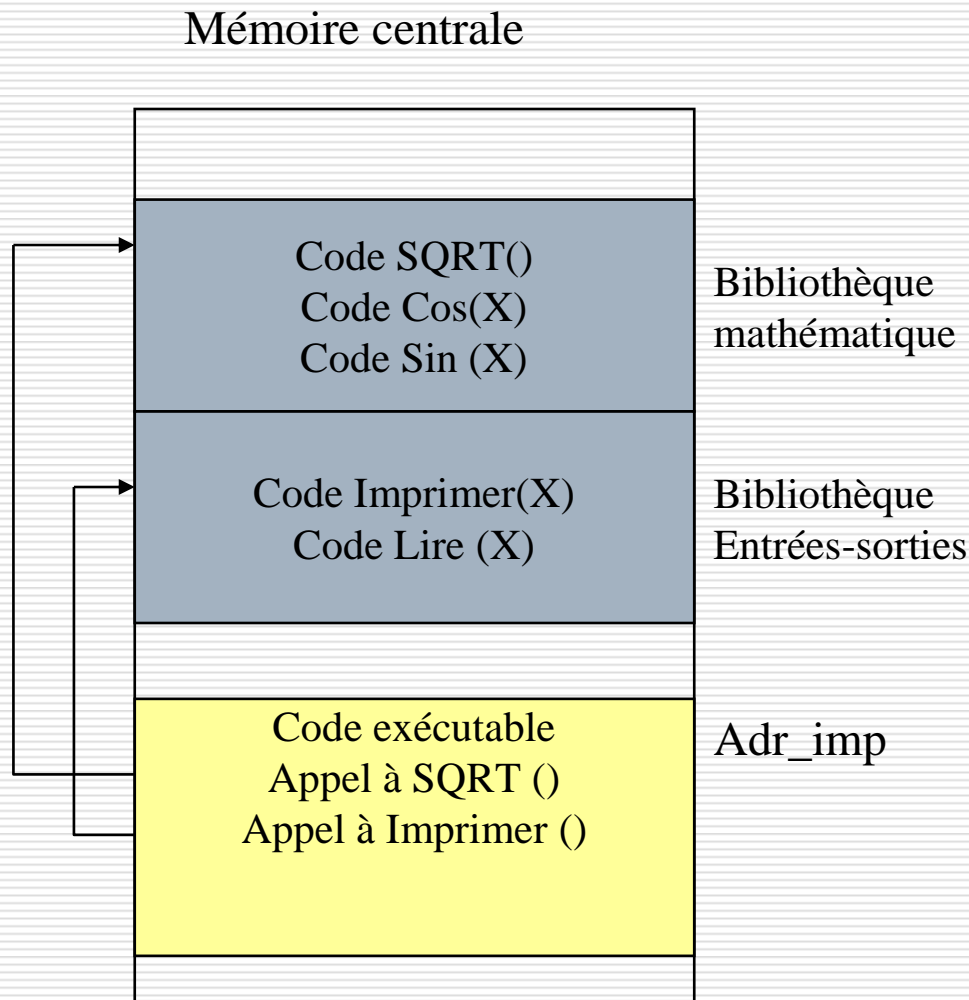 Mémoire centrale
Code SQRT()
Code Cos(X)
Code Sin (X)
Bibliothèque
mathématique
Code Imprimer(X)
Code Lire (X)
Bibliothèque
Entrées-sorties
Code exécutable
Appel à SQRT ()
Appel à Imprimer ()
Adr_imp